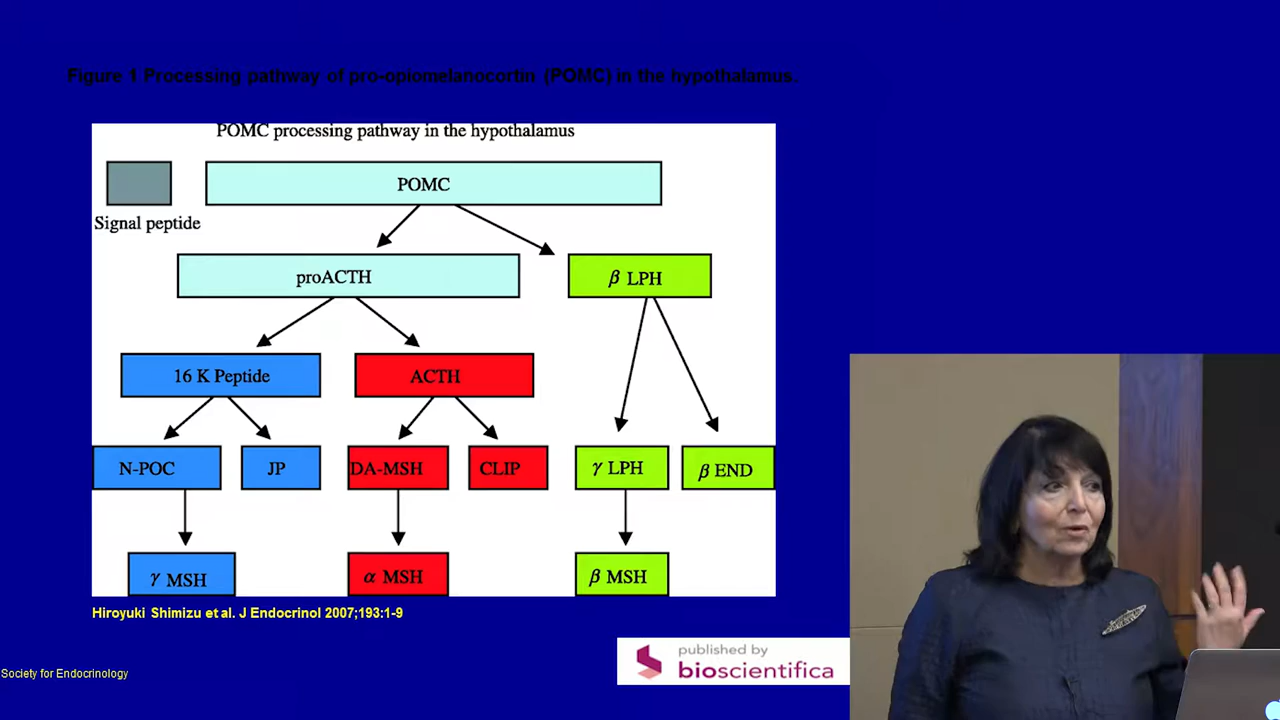 Figure 1 Processing pathway of pro-opiomelanocortin (POMC) in the hypothalamus.
POMC processing pathway in the hypothalamus
POMC
Signal peptide
proACTH
β LPH
16 K Peptide
ACTH
N-POC
JP
DA-MSH
CLIP
γ LPH
β END
γ MSH
α MSH
β MSH
Hiroyuki Shimizu et al. J Endocrinol 2007;193:1-9
published by
bioscientifica
Society for Endocrinology